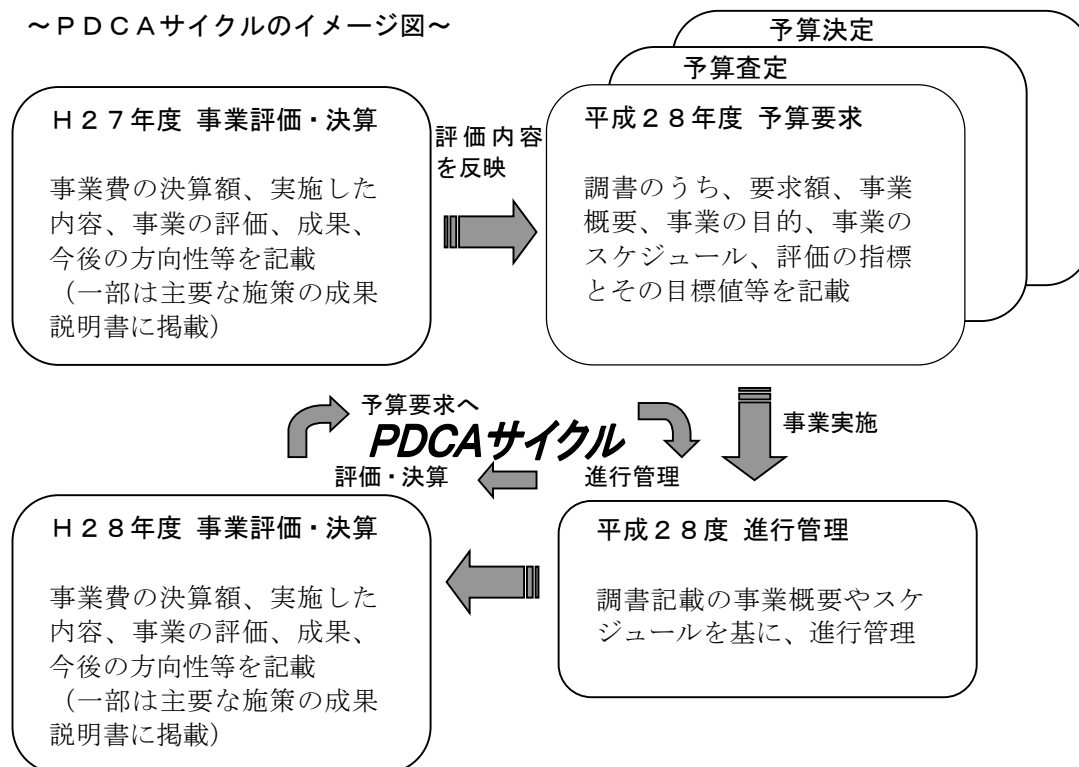 ～ＰＤＣＡサイクルのイメージ図～
予算決定
予算査定
Ｈ２７年度 事業評価・決算
事業費の決算額、実施した
内容、事業の評価、成果、
今後の方向性等を記載
（一部は主要な施策の成果
説明書に掲載）
評価内容
を反映
平成２８年度 予算要求
調書のうち、要求額、事業
概要、事業の目的、事業の
スケジュール、評価の指標
とその目標値等を記載
事業実施
予算要求へ
PDCAサイクル
評価・決算
進行管理
Ｈ２８年度 事業評価・決算
事業費の決算額、実施した
内容、事業の評価、成果、
今後の方向性等を記載
（一部は主要な施策の成果
説明書に掲載）
平成２８度 進行管理
調書記載の事業概要やスケ
ジュールを基に、進行管理